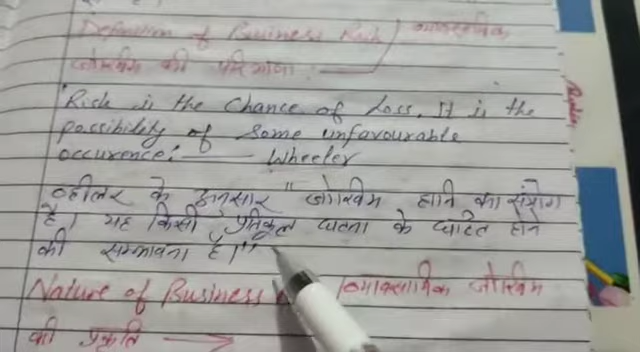 Definition of Business Risk/ व्यावसायिक
जोखिम की परिभाषा:—
Risk is the Chance of Loss. It is the
possibility of some unfavourable
occurence:— Wheeler
व्हीलर के अनुसार "जोखिम हानि का संयोग
है। यह किसी प्रतिकूल घटना के घटित होने
की सम्भावना है।"
Nature of Business व्यावसायिक जोखिम
की प्रकृति →